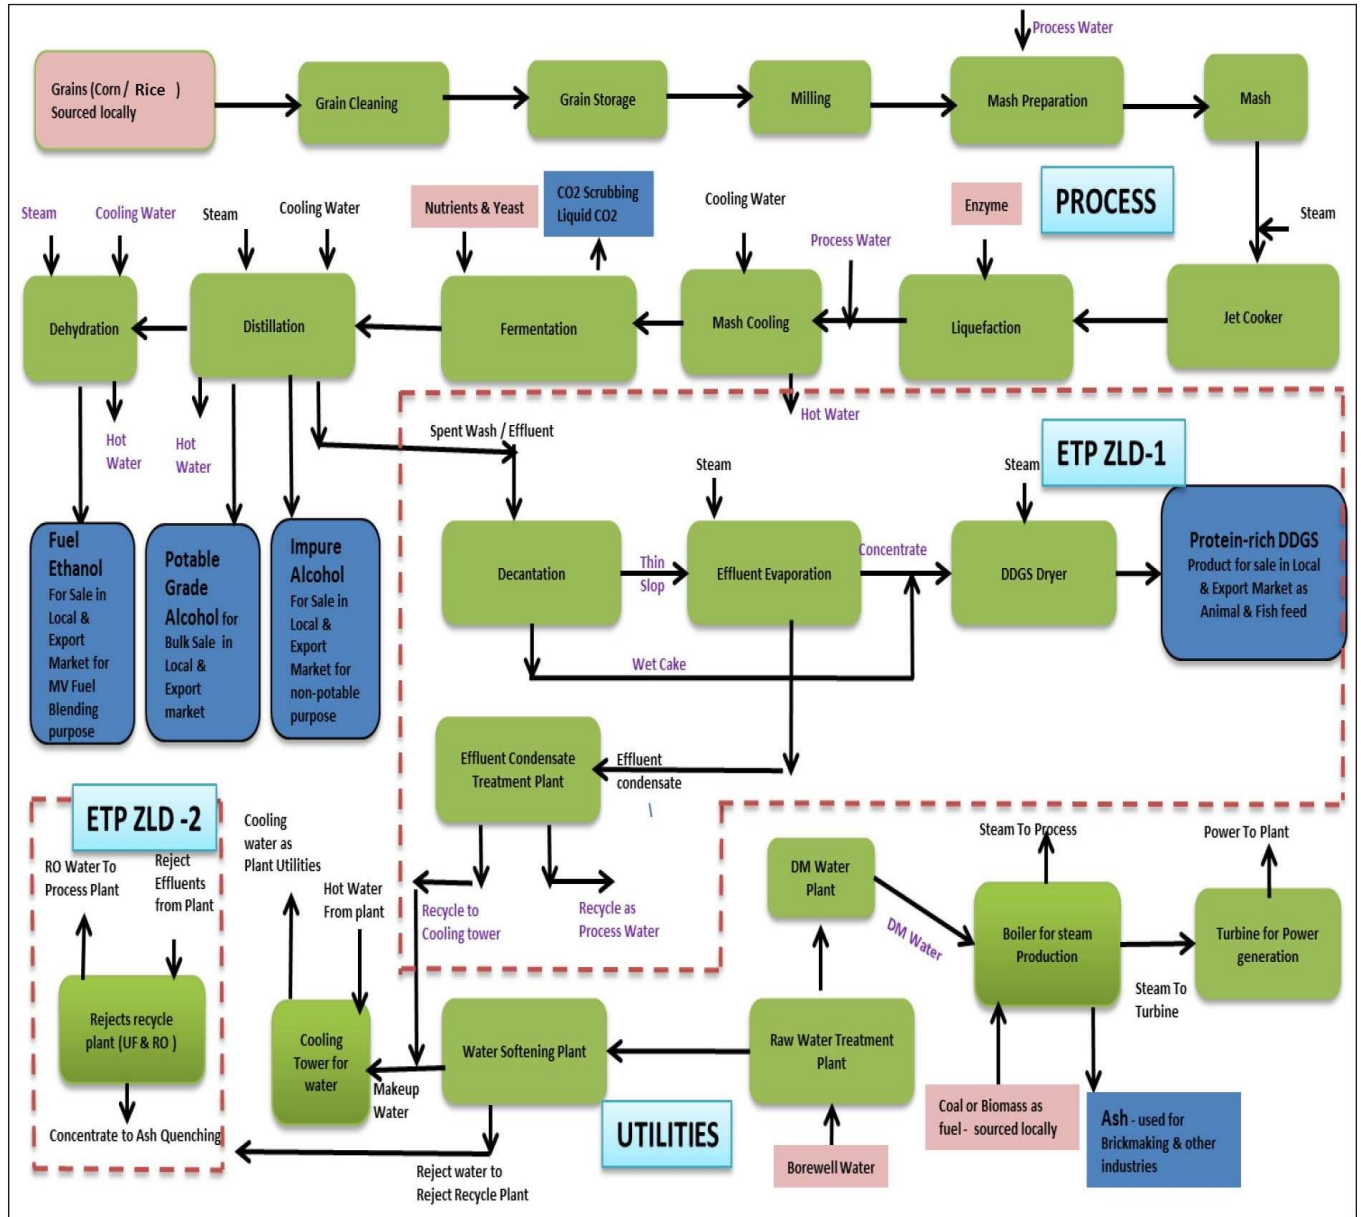 Process Water
Grains (Corn / Rice )
Sourced locally
Grain Cleaning
Grain Storage
Milling
Mash Preparation
Mash
Steam
Cooling Water
Steam
Cooling Water
Nutrients & Yeast
CO2 Scrubbing
Liquid CO2
Cooling Water
Process Water
Enzyme
PROCESS
Steam
Dehydration
Distillation
Fermentation
Mash Cooling
Liquefaction
Jet Cooker
Hot
Water
Hot
Water
Hot Water
Spent Wash / Effluent
Steam
Steam
ETP ZLD-1
Fuel
Ethanol
For Sale in
Local &
Export
Market for
MV Fuel
Blending
purpose
Potable
Grade
Alcohol for
Bulk Sale in
Local &
Export
market
Impure
Alcohol
For Sale in
Local &
Export
Market for
non-potable
purpose
Decantation
Thin
Slop
Effluent Evaporation
Concentrate
DDGS Dryer
Protein-rich DDGS
Product for sale in Local
& Export Market as
Animal & Fish feed
Wet Cake
Effluent Condensate
Treatment Plant
Effluent
condensate
Recycle to
Cooling tower
Recycle as
Process Water
ETP ZLD -2
RO Water To
Process Plant
Reject
Effluents
from Plant
Rejects recycle
plant (UF & RO )
Concentrate to Ash Quenching
Cooling
water as
Plant Utilities
Hot Water
From plant
Cooling
Tower for
water
Makeup
Water
Water Softening Plant
Reject water to
Reject Recycle Plant
UTILITIES
DM Water
Plant
Raw Water Treatment
Plant
Borewell Water
DM Water
Steam To Process
Boiler for steam
Production
Steam To
Turbine
Power To Plant
Turbine for Power
generation
Coal or Biomass as
fuel - sourced locally
Ash - used for
Brickmaking & other
industries